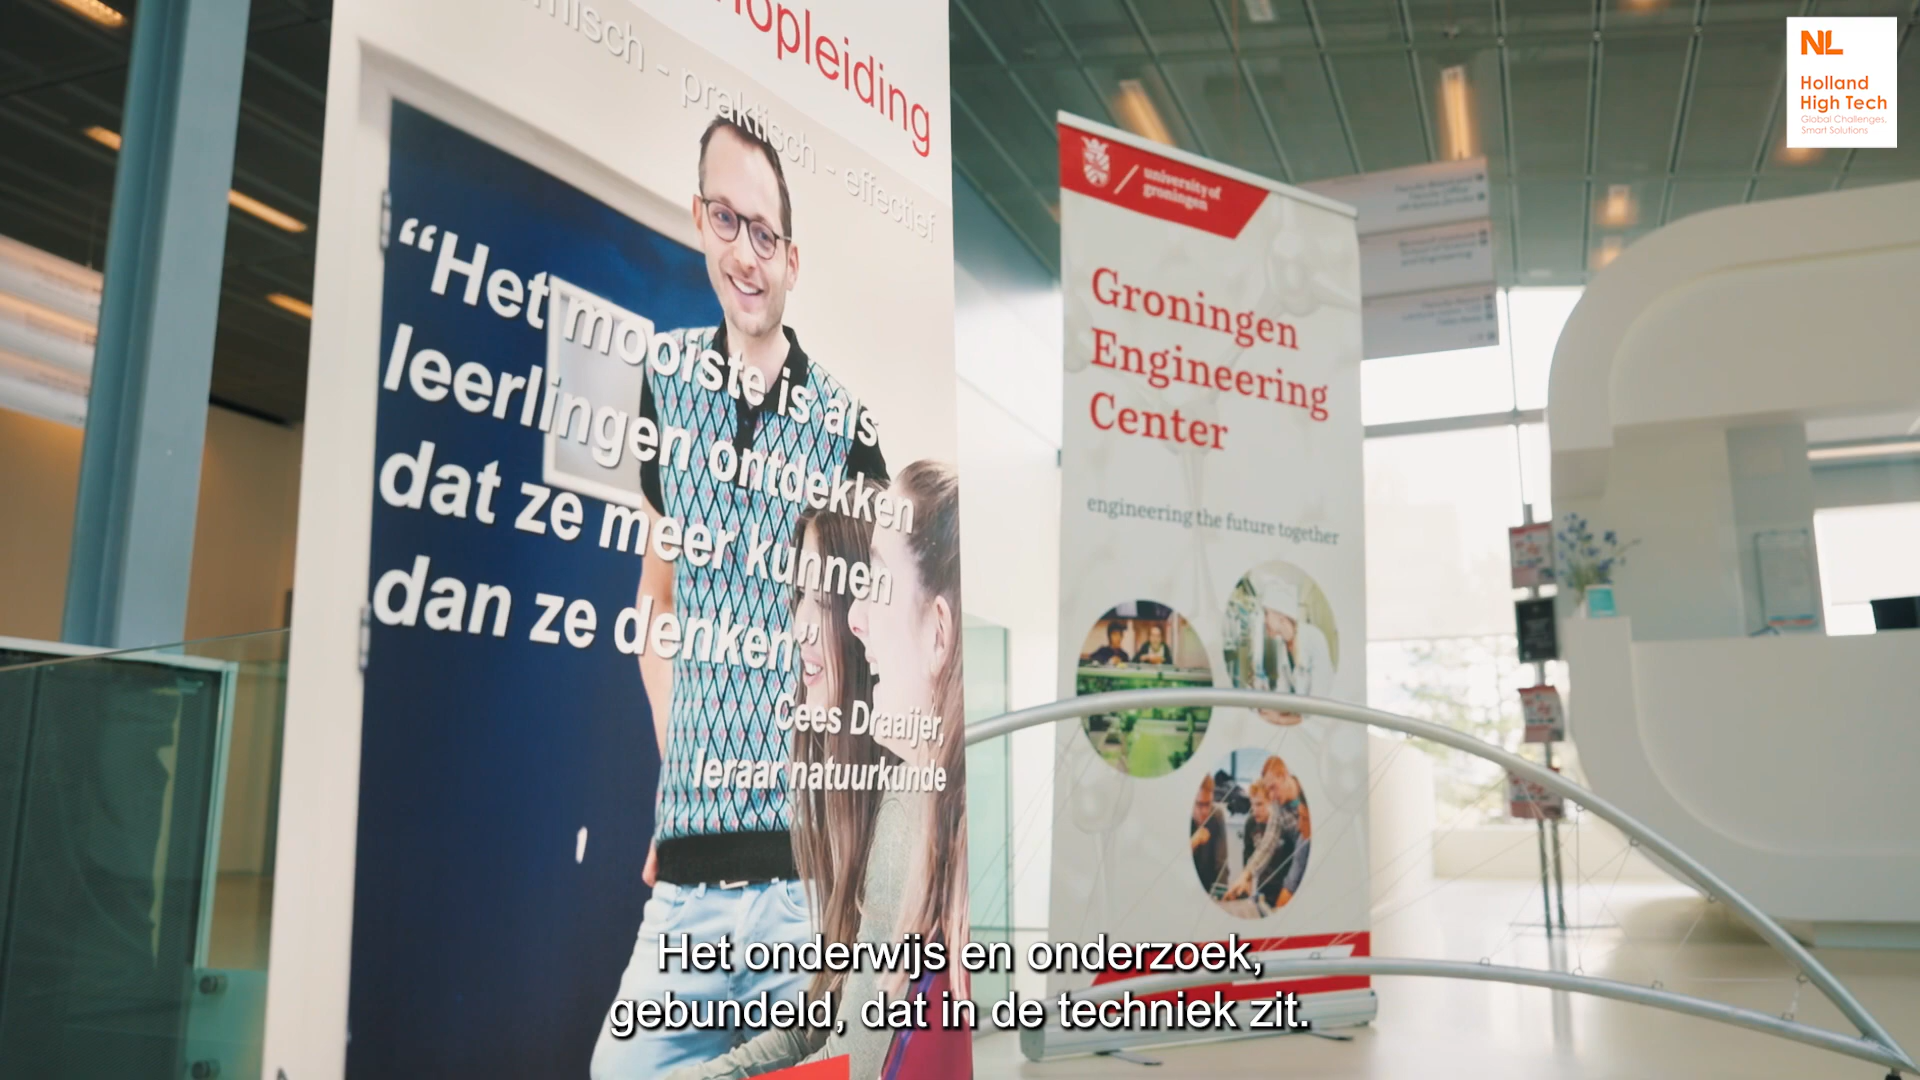 opleiding
praktisch - effectief
“Het mooiste is als
leerlingen ontdekken
dat ze meer kunnen
dan ze denken”
Cees Draaijer,
leraar natuurkunde
university of
groningen
Groningen
Engineering
Center
engineering the future together
NL
Holland
High Tech
Global Challenges,
Smart Solutions
Het onderwijs en onderzoek,
gebundeld, dat in de techniek zit.